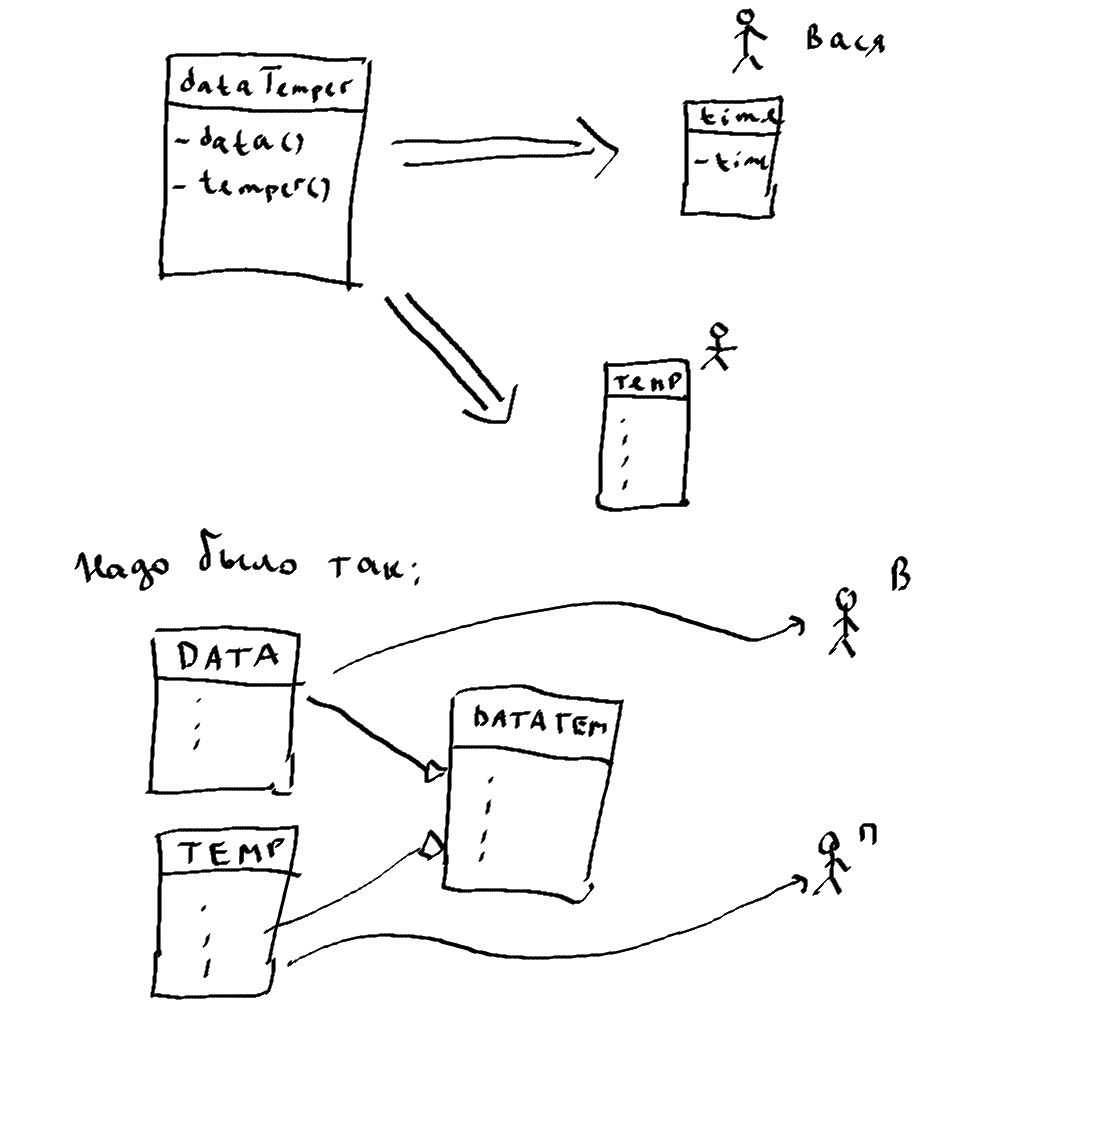 Вася
dataTemper
- data()
- temper()
time
- time
Temp
Надо было так:
В
DATA
DATATEM
TEMP
П